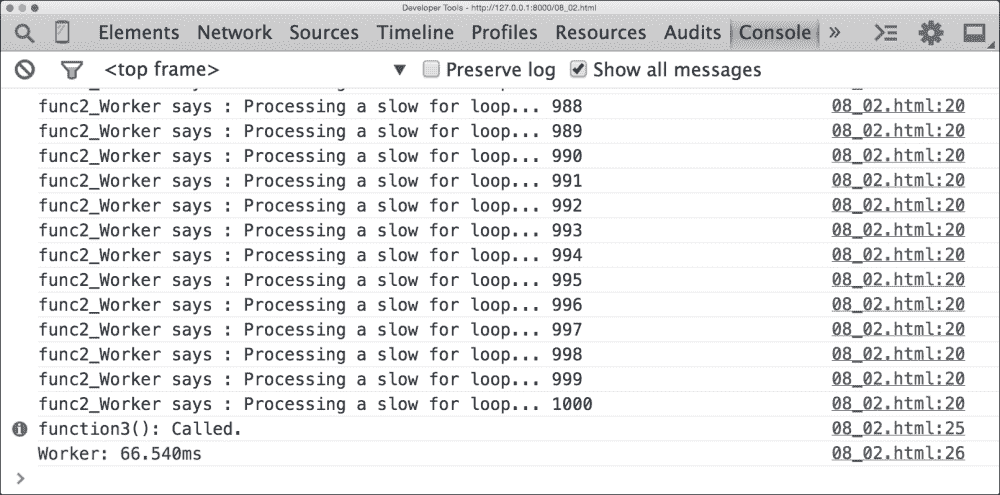 Developer Tools - http://127.0.0.1:8000/08_02.html
Elements Network Sources Timeline Profiles Resources Audits Console »
<top frame> ▼ Preserve log Show all messages
func2_Worker says : Processing a slow for loop... 988 08_02.html:20
func2_Worker says : Processing a slow for loop... 989 08_02.html:20
func2_Worker says : Processing a slow for loop... 990 08_02.html:20
func2_Worker says : Processing a slow for loop... 991 08_02.html:20
func2_Worker says : Processing a slow for loop... 992 08_02.html:20
func2_Worker says : Processing a slow for loop... 993 08_02.html:20
func2_Worker says : Processing a slow for loop... 994 08_02.html:20
func2_Worker says : Processing a slow for loop... 995 08_02.html:20
func2_Worker says : Processing a slow for loop... 996 08_02.html:20
func2_Worker says : Processing a slow for loop... 997 08_02.html:20
func2_Worker says : Processing a slow for loop... 998 08_02.html:20
func2_Worker says : Processing a slow for loop... 999 08_02.html:20
func2_Worker says : Processing a slow for loop... 1000 08_02.html:20
function3(): Called. 08_02.html:25
Worker: 66.540ms 08_02.html:26
>